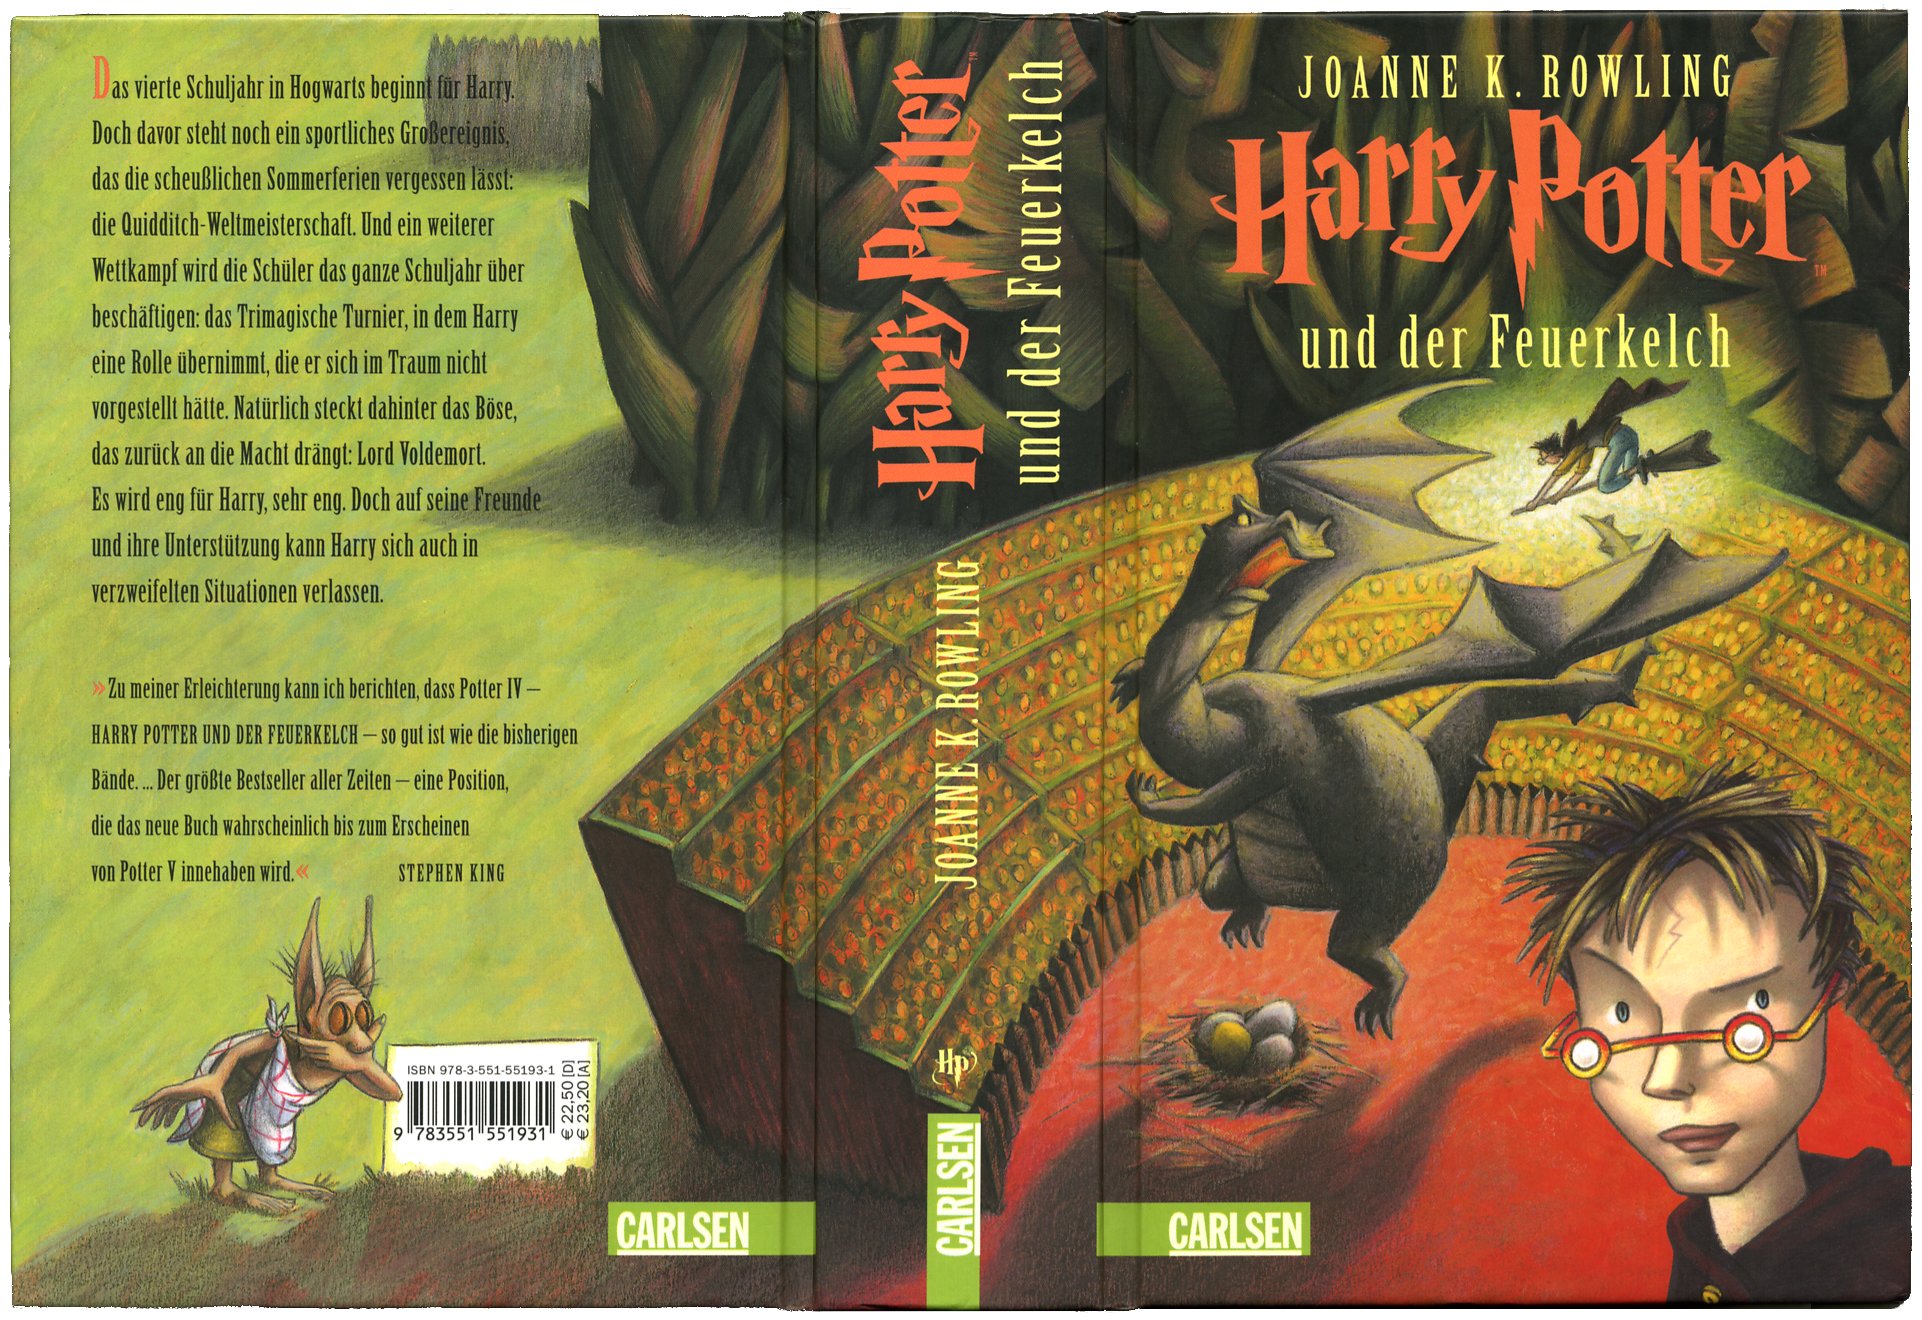 Das vierte Schuljahr in Hogwarts beginnt für Harry.
Doch davor steht noch ein sportliches Großereignis,
das die scheußlichen Sommerferien vergessen lässt:
die Quidditch-Weltmeisterschaft. Und ein weiterer
Wettkampf wird die Schüler das ganze Schuljahr über
beschäftigen: das Trimagische Turnier, in dem Harry
eine Rolle übernimmt, die er sich im Traum nicht
vorgestellt hätte. Natürlich steckt dahinter das Böse,
das zurück an die Macht drängt: Lord Voldemort.
Es wird eng für Harry, sehr eng. Doch auf seine Freunde
und ihre Unterstützung kann Harry sich auch in
verzweifelten Situationen verlassen.
»Zu meiner Erleichterung kann ich berichten, dass Potter IV –
HARRY POTTER UND DER FEUERKELCH – so gut ist wie die bisherigen
Bände. ... Der größte Bestseller aller Zeiten – eine Position,
die das neue Buch wahrscheinlich bis zum Erscheinen
von Potter V innehaben wird.« STEPHEN KING
ISBN 978-3-551-55193-1
9 783551 551931
€ 22,50 [D]
€ 23,20 [A]
CARLSEN
Harry Potter™
und der Feuerkelch
JOANNE K. ROWLING
HP
CARLSEN
JOANNE K. ROWLING
Harry Potter™
und der Feuerkelch
CARLSEN